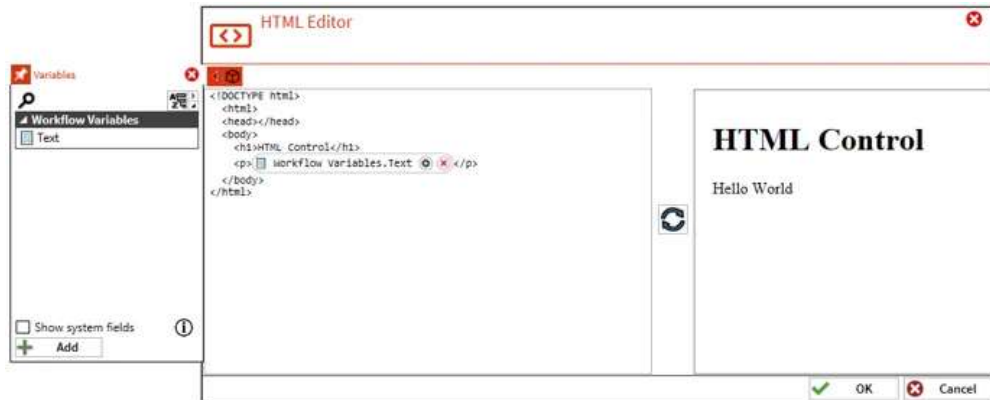 HTML Editor
Variables
Workflow Variables
Text
Show system fields
Add
<!DOCTYPE html>
<html>
<head></head>
<body>
<h1>HTML Control</h1>
<p> Workflow Variables.Text </p>
</body>
</html>
HTML Control
Hello World
OK
Cancel